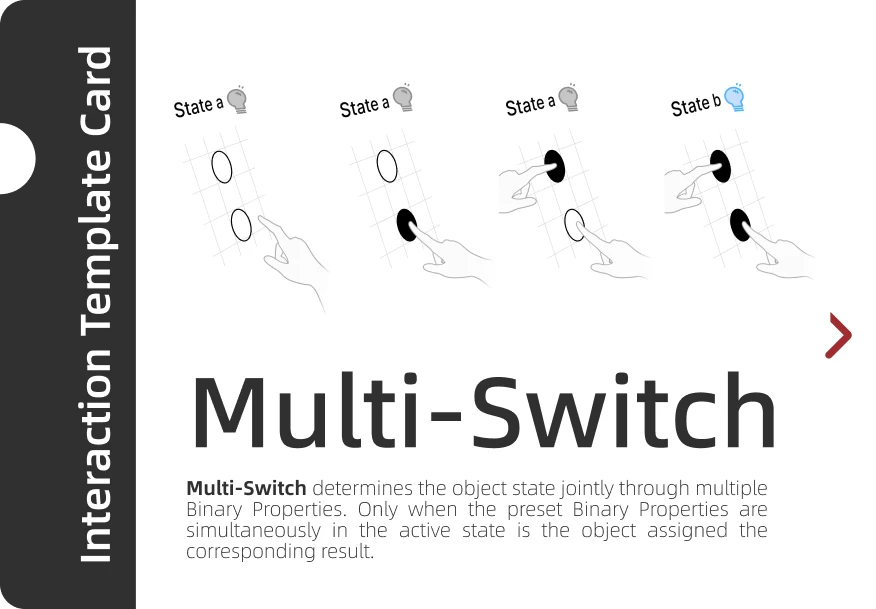 Interaction Template Card
State a
State a
State a
State b
Multi-Switch
Multi-Switch determines the object state jointly through multiple
Binary Properties. Only when the preset Binary Properties are
simultaneously in the active state is the object assigned the
corresponding result.